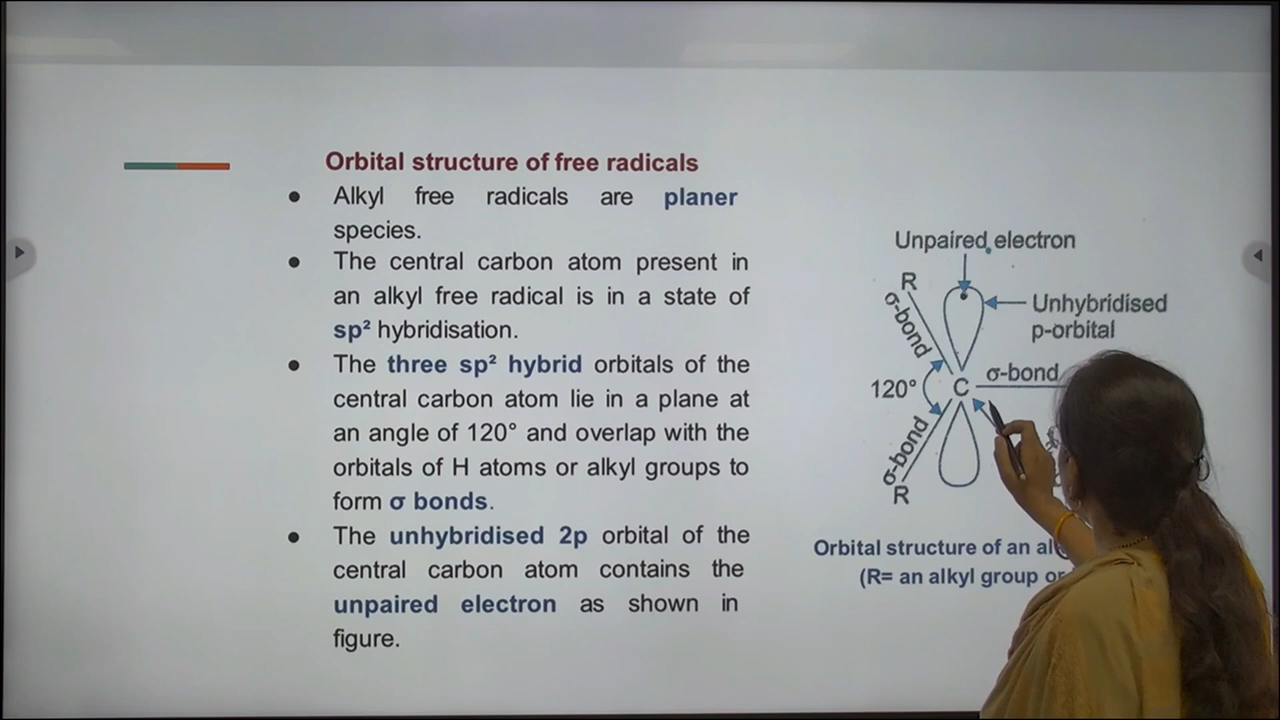 Orbital structure of free radicals
● Alkyl free radicals are planer
species.
● The central carbon atom present in
an alkyl free radical is in a state of
sp² hybridisation.
● The three sp² hybrid orbitals of the
central carbon atom lie in a plane at
an angle of 120° and overlap with the
orbitals of H atoms or alkyl groups to
form σ bonds.
● The unhybridised 2p orbital of the
central carbon atom contains the
unpaired electron as shown in
figure.
Unpaired electron
R
σ-bond
Unhybridised
p-orbital
120°
C
σ-bond
σ-bond
R
Orbital structure of an
(R= an alkyl group or